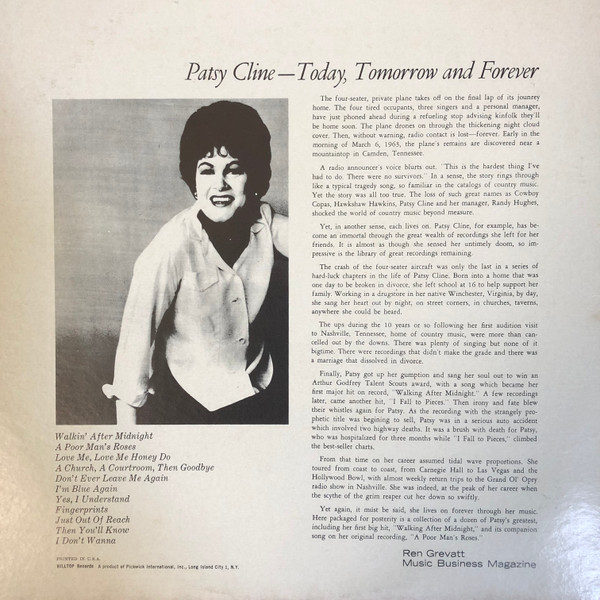 Patsy Cline—Today, Tomorrow and Forever
The four-seater, private plane takes off on the final lap of its journey
home. The four tired occupants, three singers and a personal manager,
have just phoned ahead during a refueling stop advising kinfolk they'll
be home soon. The plane drones on through the thickening night cloud
cover. Then, without warning, radio contact is lost—forever. Early in the
morning of March 6, 1963, the plane's remains are discovered near a
mountaintop in Camden, Tennessee.
A radio announcer's voice blurts out. "This is the hardest thing I've
had to do. There were no survivors." In a sense, the story rings through
like a typical tragedy song, so familiar in the catalogs of country music.
Yet the story was all too true. The loss of such great names as Cowboy
Copas, Hawkshaw Hawkins, Patsy Cline and her manager, Randy Hughes,
shocked the world of country music beyond measure.
Yet, in another sense, each lives on. Patsy Cline, for example, has be-
come an immortal through the great wealth of recordings she left for her
friends. It is almost as though she sensed her untimely doom, so im-
pressive is the library of great recordings remaining.
The crash of the four-seater aircraft was only the last in a series of
hard-luck chapters in the life of Patsy Cline. Born into a home that was
one day to be broken in divorce, she left school at 16 to help support her
family. Working in a drugstore in her native Winchester, Virginia, by day,
she sang her heart out by night; on street corners, in churches, taverns,
anywhere she could be heard.
The ups during the 10 years or so following her first audition visit
to Nashville, Tennessee, home of country music, were more than can-
celled out by the downs. There was plenty of singing but none of it
bigtime. There were recordings that didn't make the grade and there was
a marriage that dissolved in divorce.
Finally, Patsy got up her gumption and sang her soul out to win an
Arthur Godfrey Talent Scouts award, with a song which became her
first major hit on record, "Walking After Midnight." A few recordings
later, came another hit, "I Fall to Pieces." Then irony and fate blew
their whistles again for Patsy. As the recording with the strangely pro-
phetic title was begining to sell, Patsy was in a serious auto accident
which involved two highway deaths. It was a brush with death for Patsy,
who was hospitalized for three months while "I Fall to Pieces," climbed
the best-seller charts.
From that time on her career assumed tidal wave proportions. She
toured from coast to coast, from Carnegie Hall to Las Vegas and the
Hollywood Bowl, with almost weekly return trips to the Grand Ol' Opry
radio show in Nashville. She was indeed, at the peak of her career when
the scythe of the grim reaper cut her down so swiftly.
Yet again, it must be said, she lives on forever through her music.
Here packaged for posterity is a collection of a dozen of Patsy's greatest,
including her first big hit, "Walking After Midnight," and its companion
song on her original recording, "A Poor Man's Roses."
Ren Grevatt
Music Business Magazine
Walkin' After Midnight
A Poor Man's Roses
Love Me, Love Me Honey Do
A Church, A Courtroom, Then Goodbye
Don't Ever Leave Me Again
I'm Blue Again
Yes, I Understand
Fingerprints
Just Out Of Reach
Then You'll Know
I Don't Wanna
PRINTED IN U.S.A.
HILLTOP Records A product of Pickwick International, Inc., Long Island City 1, N.Y.